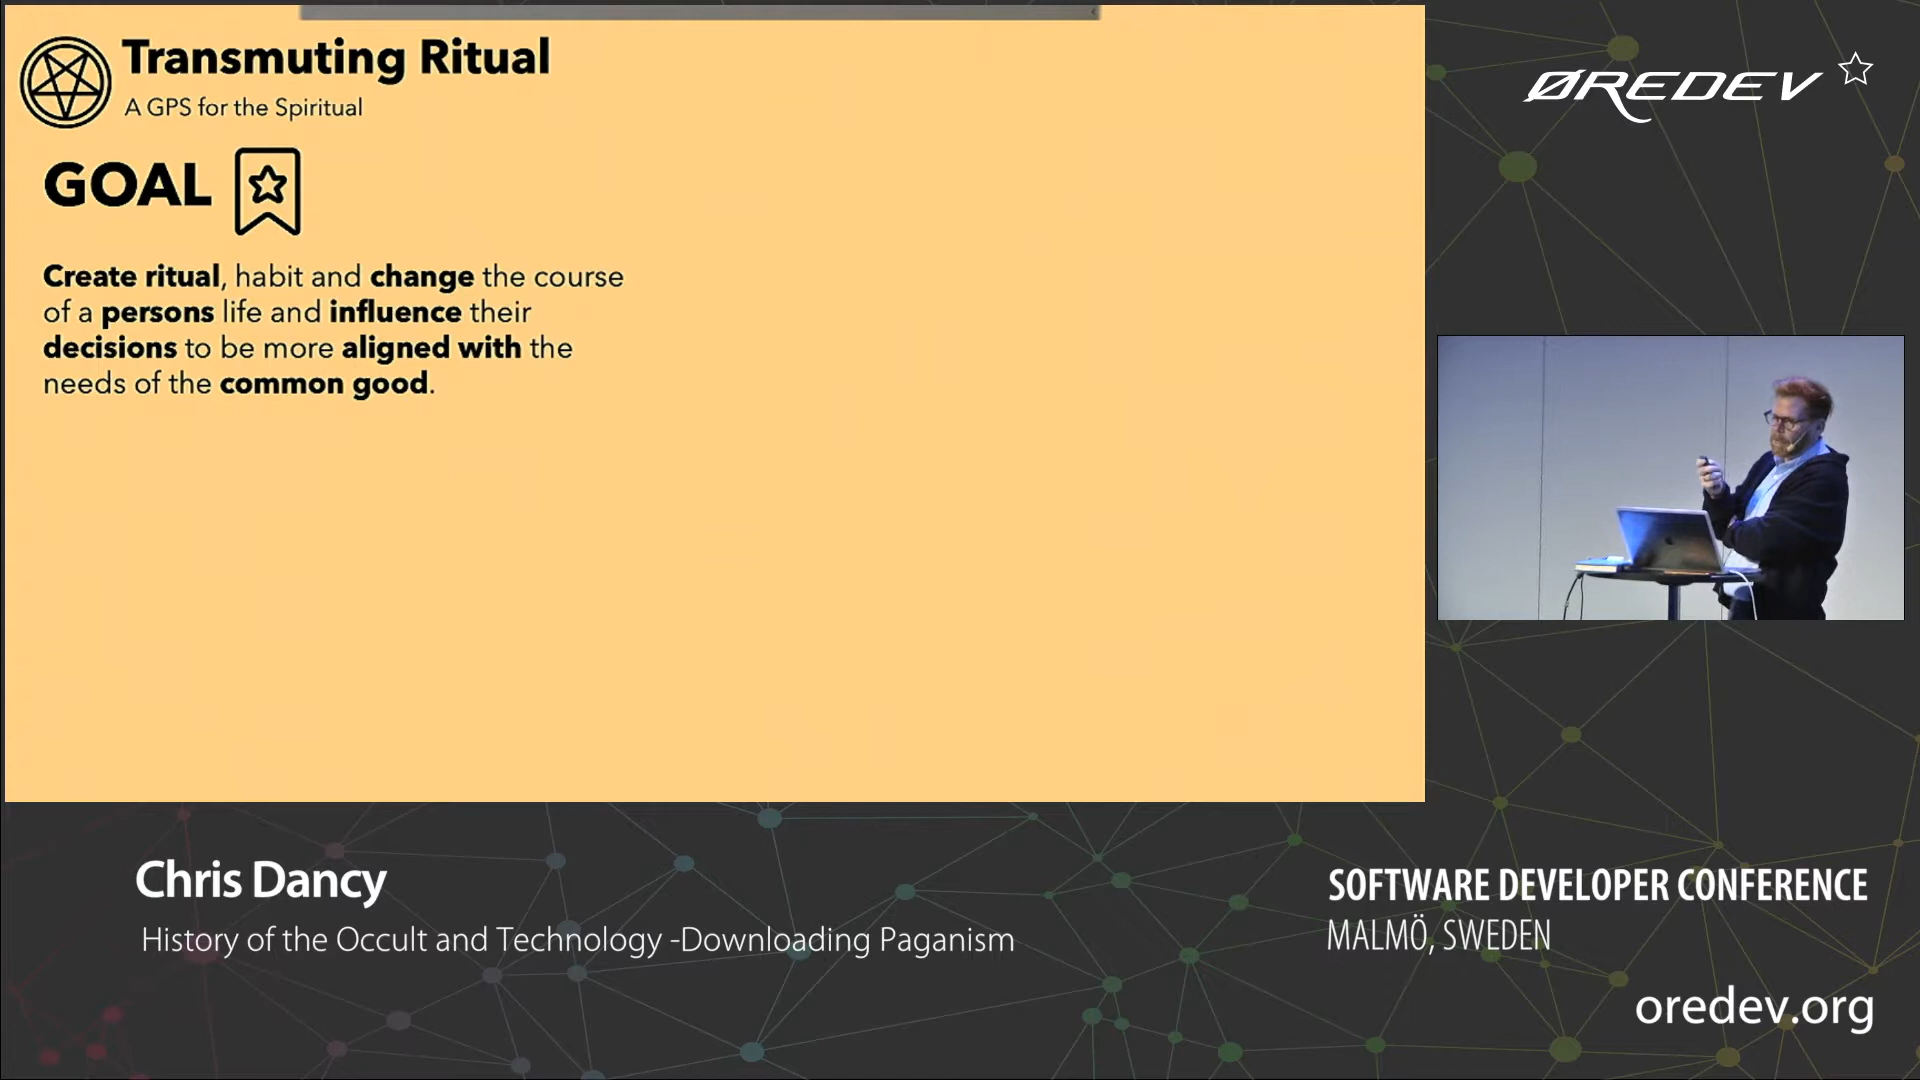 Transmuting Ritual
A GPS for the Spiritual
GOAL
Create ritual, habit and change the course
of a persons life and influence their
decisions to be more aligned with the
needs of the common good.
ØREDEV
Chris Dancy
History of the Occult and Technology -Downloading Paganism
SOFTWARE DEVELOPER CONFERENCE
MALMÖ, SWEDEN
oredev.org